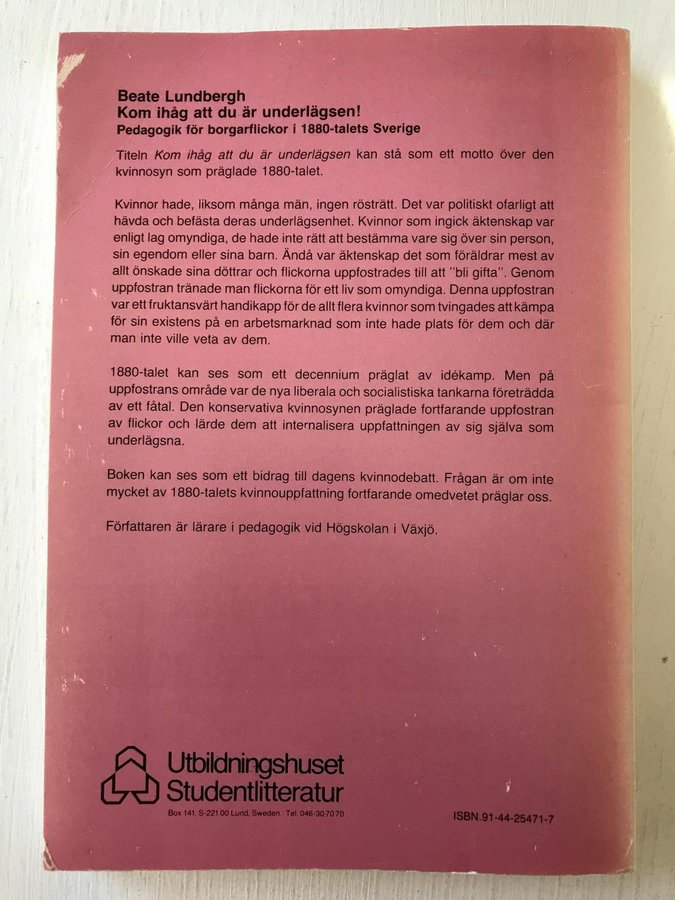 Beate Lundbergh
Kom ihåg att du är underlägsen!
Pedagogik för borgarflickor i 1880-talets Sverige
Titeln Kom ihåg att du är underlägsen kan stå som ett motto över den
kvinnosyn som präglade 1880-talet.
Kvinnor hade, liksom många män, ingen rösträtt. Det var politiskt ofarligt att
hävda och befästa deras underlägsenhet. Kvinnor som ingick äktenskap var
enligt lag omyndiga, de hade inte rätt att bestämma vare sig över sin person,
sin egendom eller sina barn. Ändå var äktenskap det som föräldrar mest av
allt önskade sina döttrar och flickorna uppfostrades till att ”bli gifta”. Genom
uppfostran tränade man flickorna för ett liv som omyndiga. Denna uppfostran
var ett fruktansvärt handikapp för de allt flera kvinnor som tvingades att kämpa
för sin existens på en arbetsmarknad som inte hade plats för dem och där
man inte ville veta av dem.
1880-talet kan ses som ett decennium präglat av idékamp. Men på
uppfostrans område var de nya liberala och socialistiska tankarna företrädda
av ett fåtal. Den konservativa kvinnosynen präglade fortfarande uppfostran
av flickor och lärde dem att internalisera uppfattningen av sig själva som
underlägsna.
Boken kan ses som ett bidrag till dagens kvinnodebatt. Frågan är om inte
mycket av 1880-talets kvinnouppfattning fortfarande omedvetet präglar oss.
Författaren är lärare i pedagogik vid Högskolan i Växjö.
Utbildningshuset
Studentlitteratur
Box 141, S-221 00 Lund, Sweden. Tel. 046-30 70 70
ISBN 91-44-25471-7